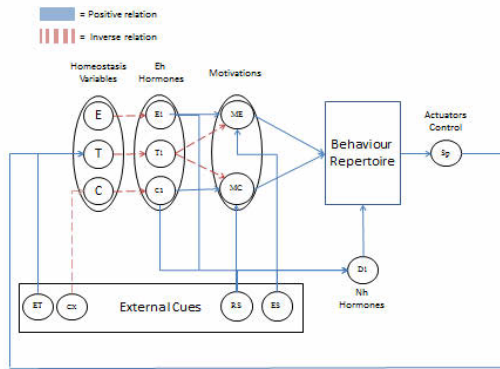 = Positive relation
= Inverse relation
Homeostasis
Variables
Eh
Hormones
Motivations
E
E1
ME
T
T1
C
C1
MC
Behaviour
Repertoire
Actuators
Control
Sp
ET
CX
External Cues
RS
ES
D1
Nh
Hormones